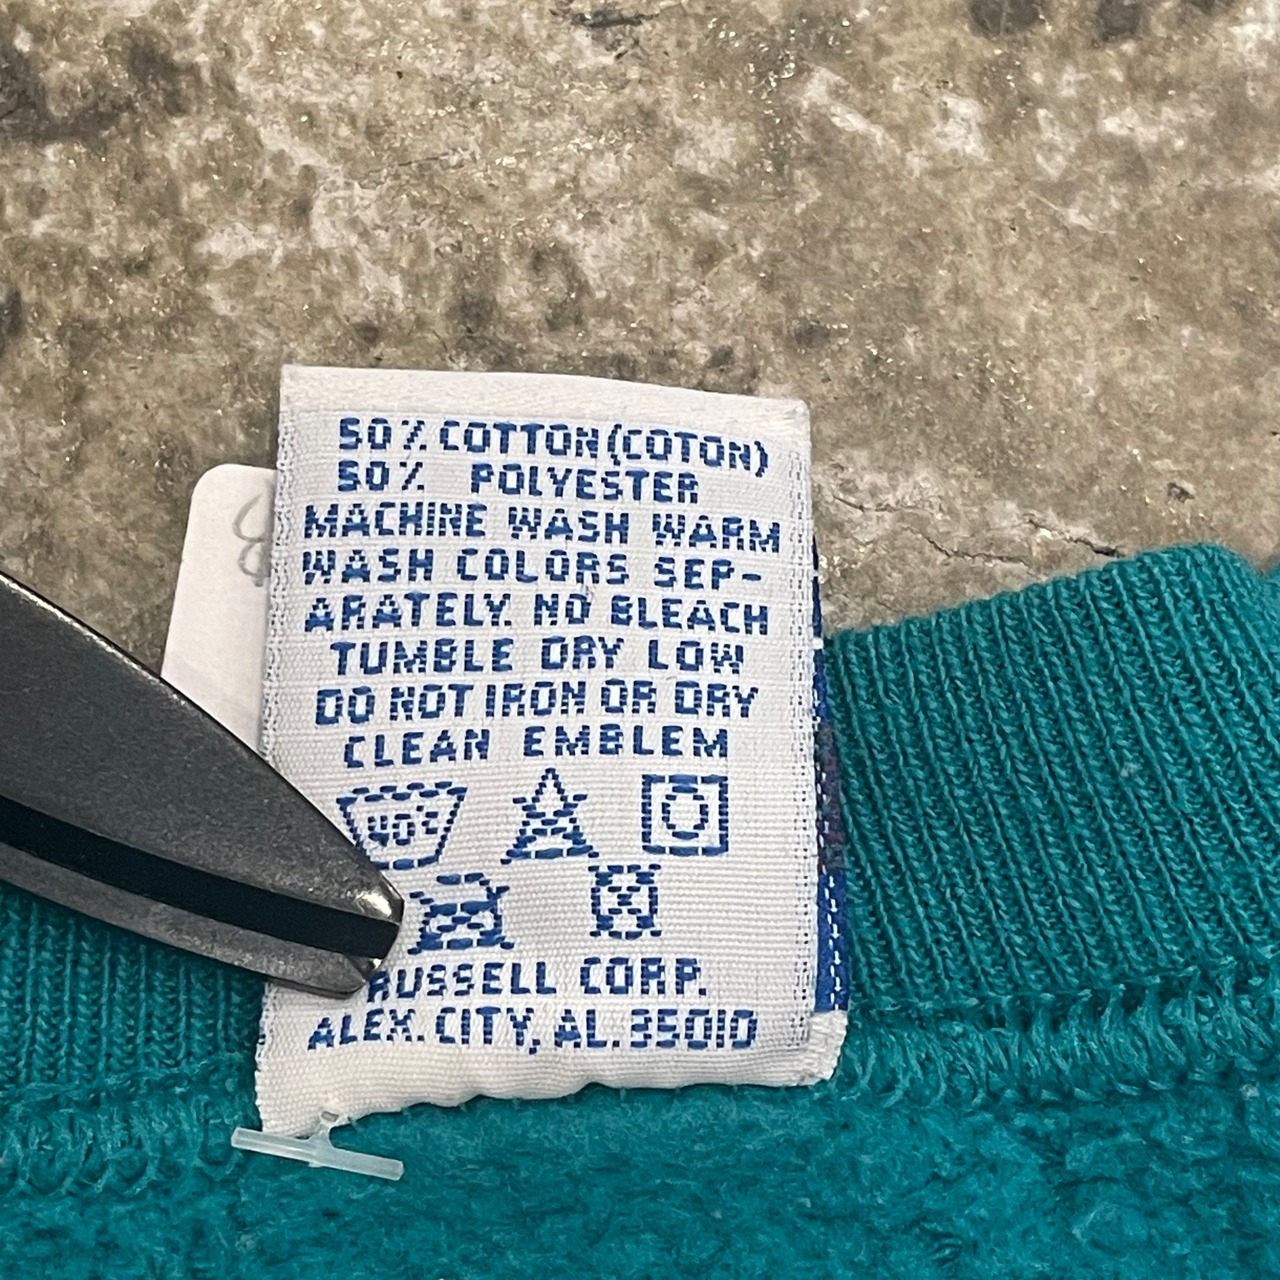 50% COTTON (COTON)
50% POLYESTER
MACHINE WASH WARM
WASH COLORS SEP-
ARATELY. NO BLEACH
TUMBLE DRY LOW
DO NOT IRON OR DRY
CLEAN EMBLEM
40°C
RUSSELL CORP.
ALEX. CITY, AL. 35010